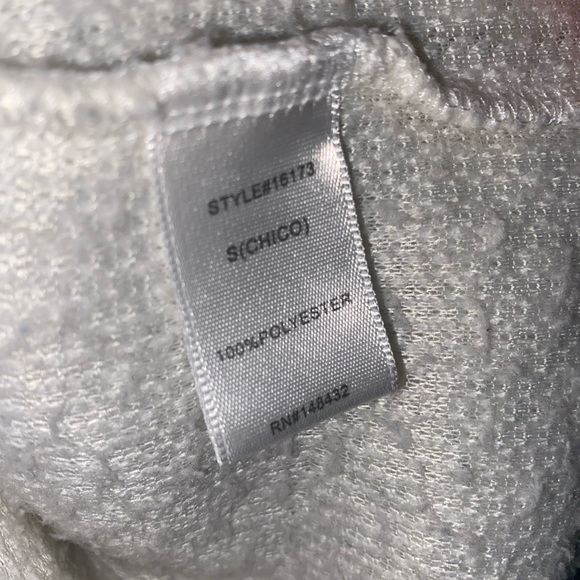 STYLE#16173
S(CHICO)
100%POLYESTER
RN#148432